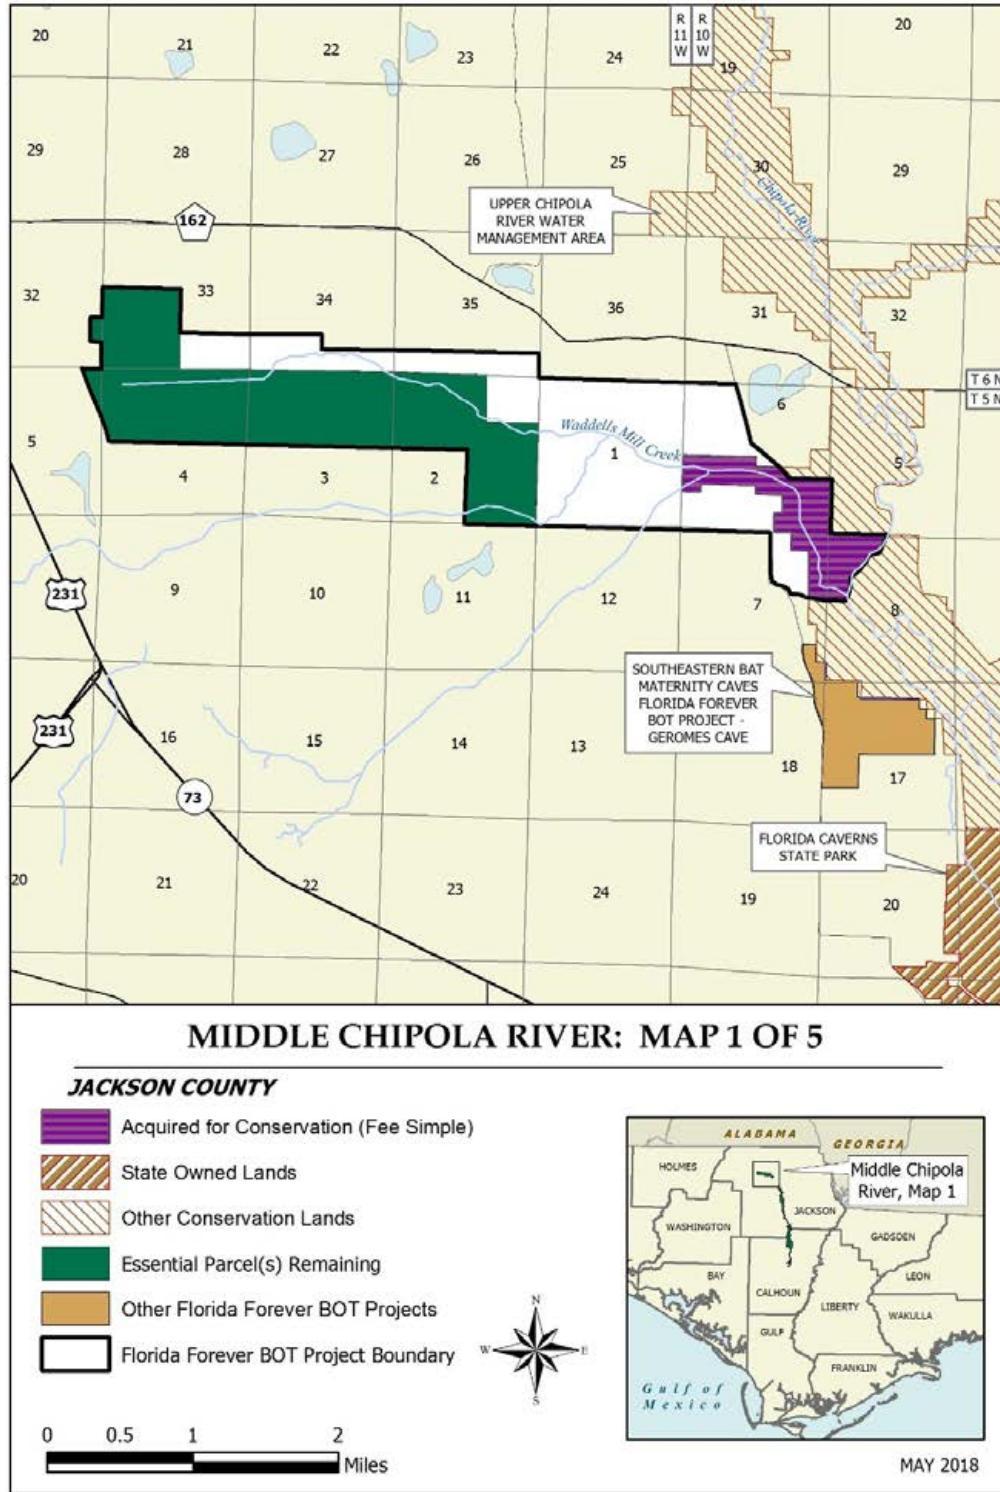 20
21
22
23
24
R
11
W
R
10
W
19
20
29
28
27
26
25
30
29
Chipola River
UPPER CHIPOLA
RIVER WATER
MANAGEMENT AREA
162
32
33
34
35
36
31
32
T 6 N
T 5 N
6
5
Waddells Mill Creek
1
5
4
3
2
231
9
10
11
12
7
8
SOUTHEASTERN BAT
MATERNITY CAVES
FLORIDA FOREVER
BOT PROJECT -
GEROMES CAVE
231
16
15
14
13
18
17
73
FLORIDA CAVERNS
STATE PARK
20
21
22
23
24
19
20
MIDDLE CHIPOLA RIVER: MAP 1 OF 5
JACKSON COUNTY
Acquired for Conservation (Fee Simple)
State Owned Lands
Other Conservation Lands
Essential Parcel(s) Remaining
Other Florida Forever BOT Projects
Florida Forever BOT Project Boundary
N
W
E
S
0 0.5 1 2
Miles
ALABAMA
GEORGIA
HOLMES
Middle Chipola
River, Map 1
JACKSON
WASHINGTON
GADSDEN
BAY
LEON
CALHOUN
LIBERTY
WAKULLA
GULF
FRANKLIN
Gulf of
Mexico
MAY 2018